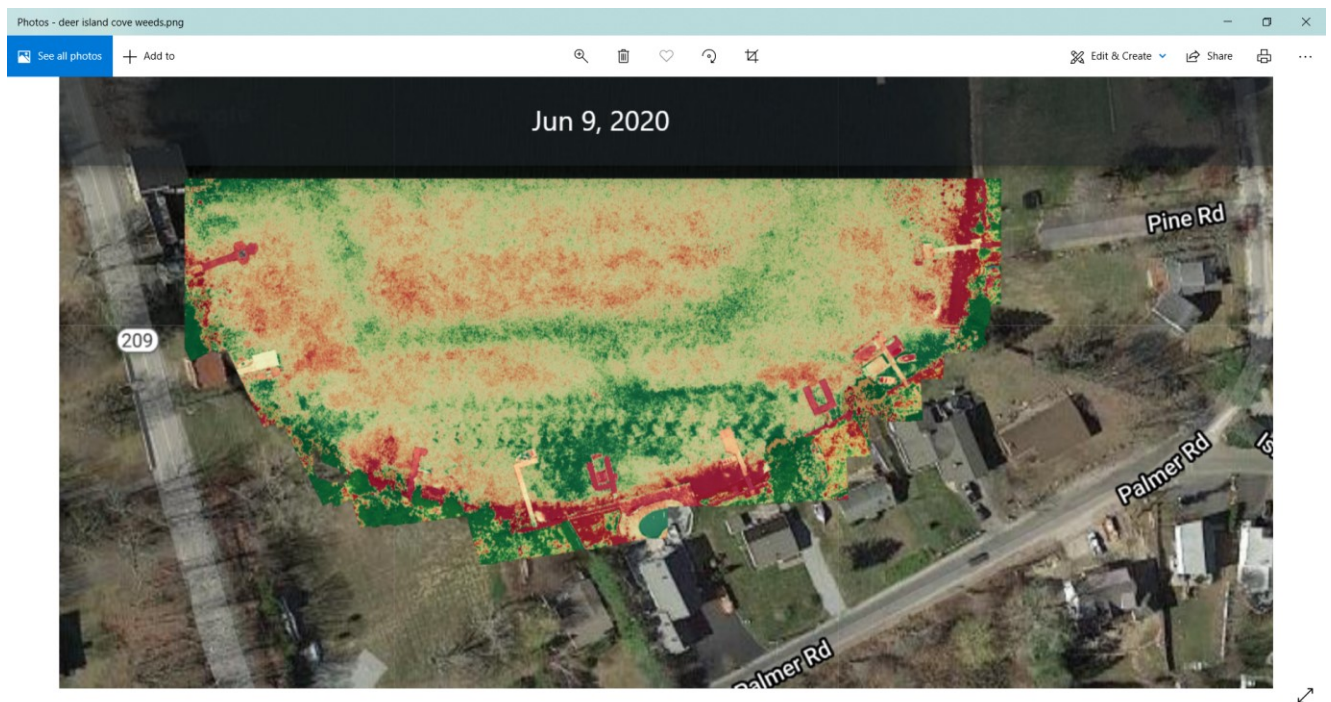 Photos - deer island cove weeds.png
See all photos
Add to
Edit & Create
Share
Jun 9, 2020
Pine Rd
209
Palmer Rd
Palmer Rd